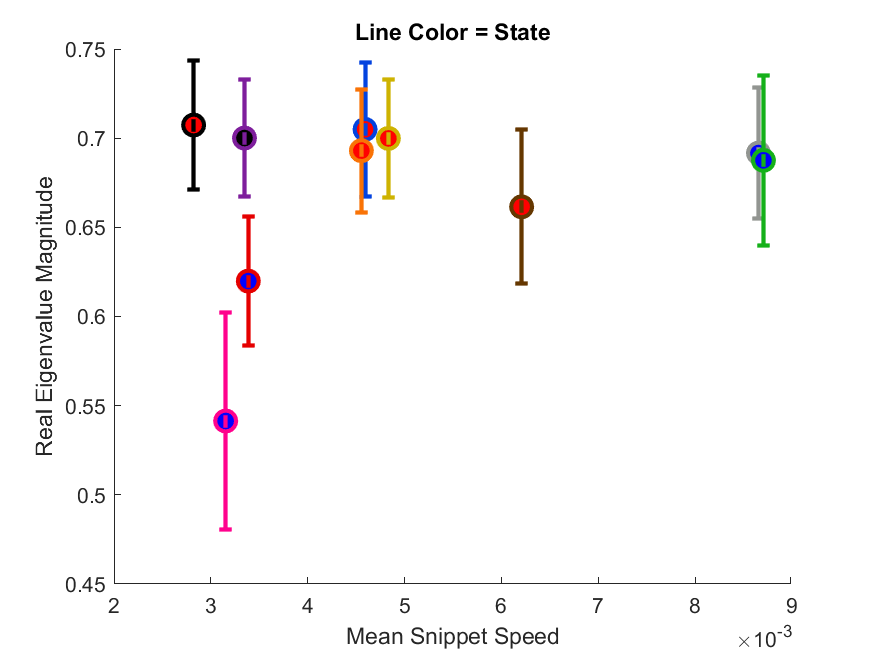 Line Color = State
0.75
0.7
0.65
0.6
0.55
0.5
0.45
Real Eigenvalue Magnitude
2 3 4 5 6 7 8 9
×10-3
Mean Snippet Speed